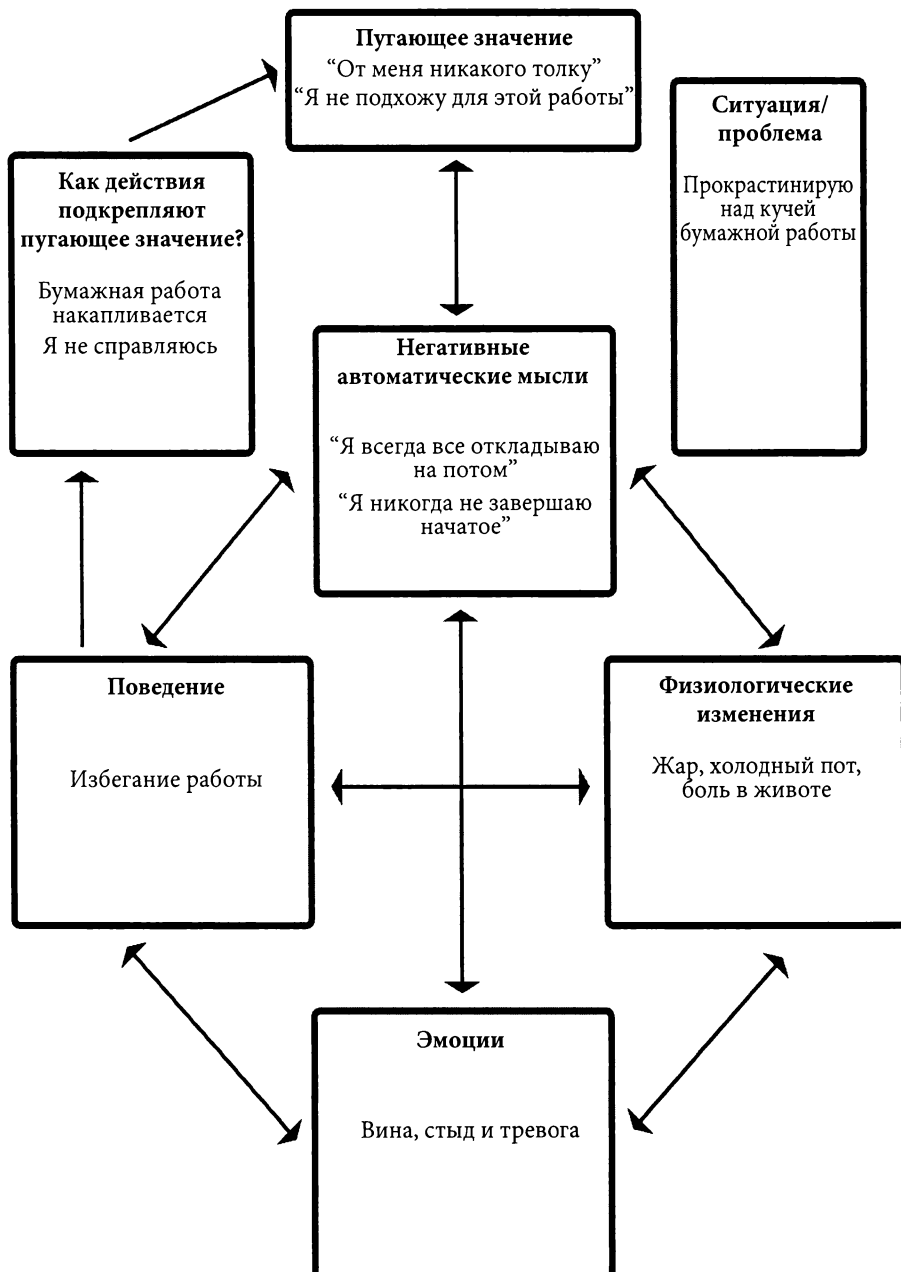 Пугающее значение
“От меня никакого толку”
“Я не подхожу для этой работы”
Ситуация/
проблема
Прокрастинирую
над кучей
бумажной работы
Как действия
подкрепляют
пугающее значение?
Бумажная работа
накапливается
Я не справляюсь
Негативные
автоматические мысли
“Я всегда все откладываю
на потом”
“Я никогда не завершаю
начатое”
Поведение
Избегание работы
Физиологические
изменения
Жар, холодный пот,
боль в животе
Эмоции
Вина, стыд и тревога